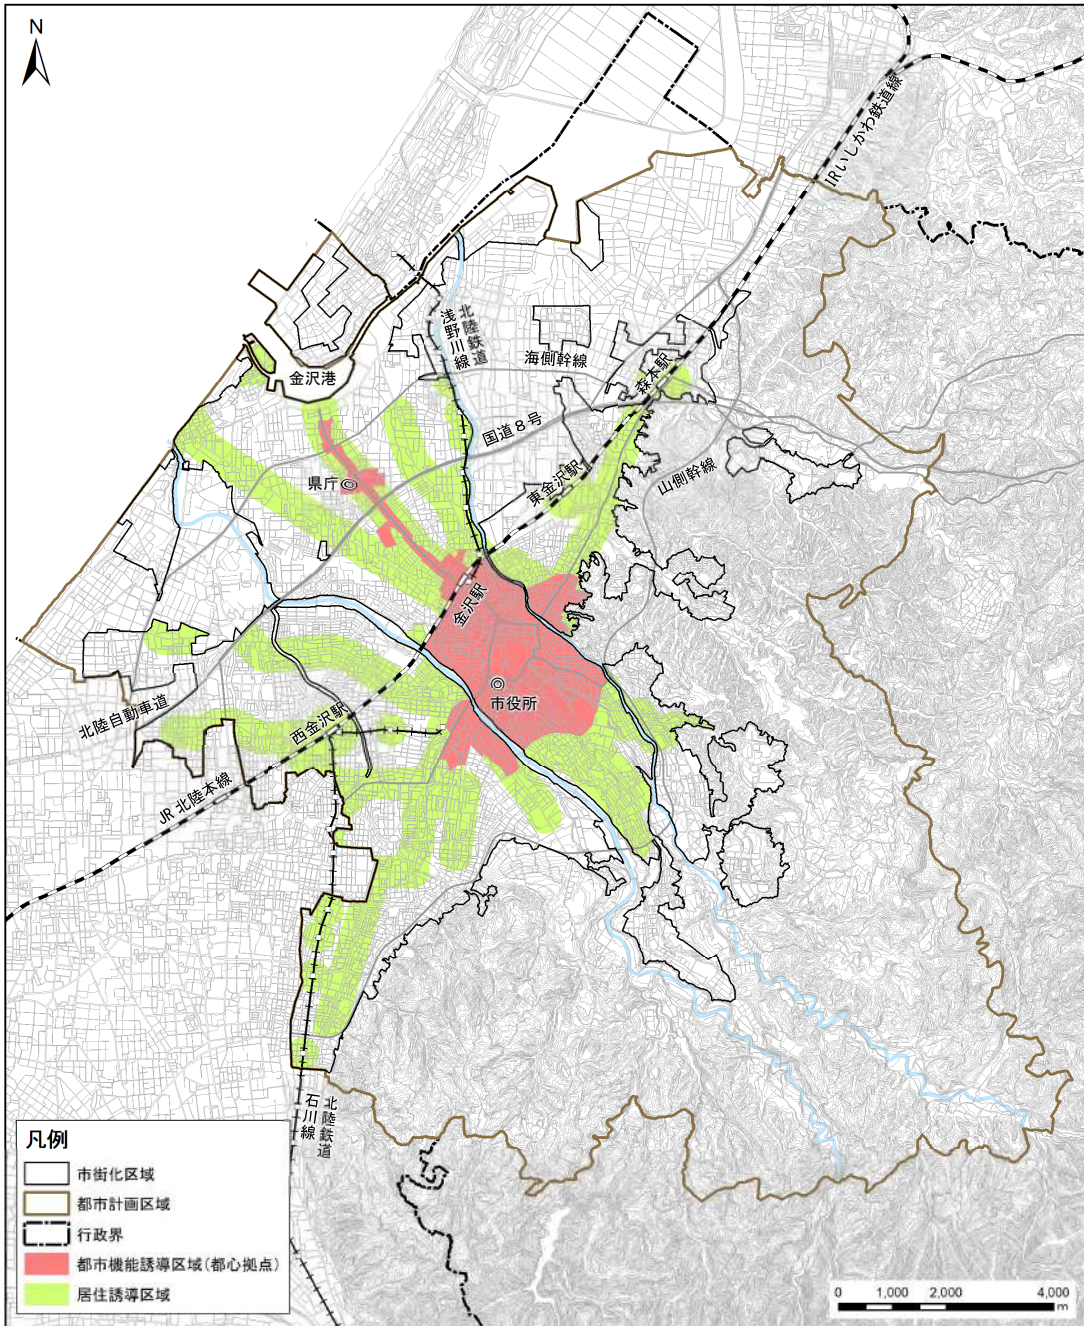 N
IRいしかわ鉄道線
北陸鉄道
浅野川線
海側幹線
森本駅
金沢港
国道8号
東金沢駅
山側幹線
県庁
金沢駅
市役所
北陸自動車道
西金沢駅
JR北陸本線
北陸鉄道
石川線
凡例
市街化区域
都市計画区域
行政界
都市機能誘導区域(都心拠点)
居住誘導区域
0 1,000 2,000 4,000
m